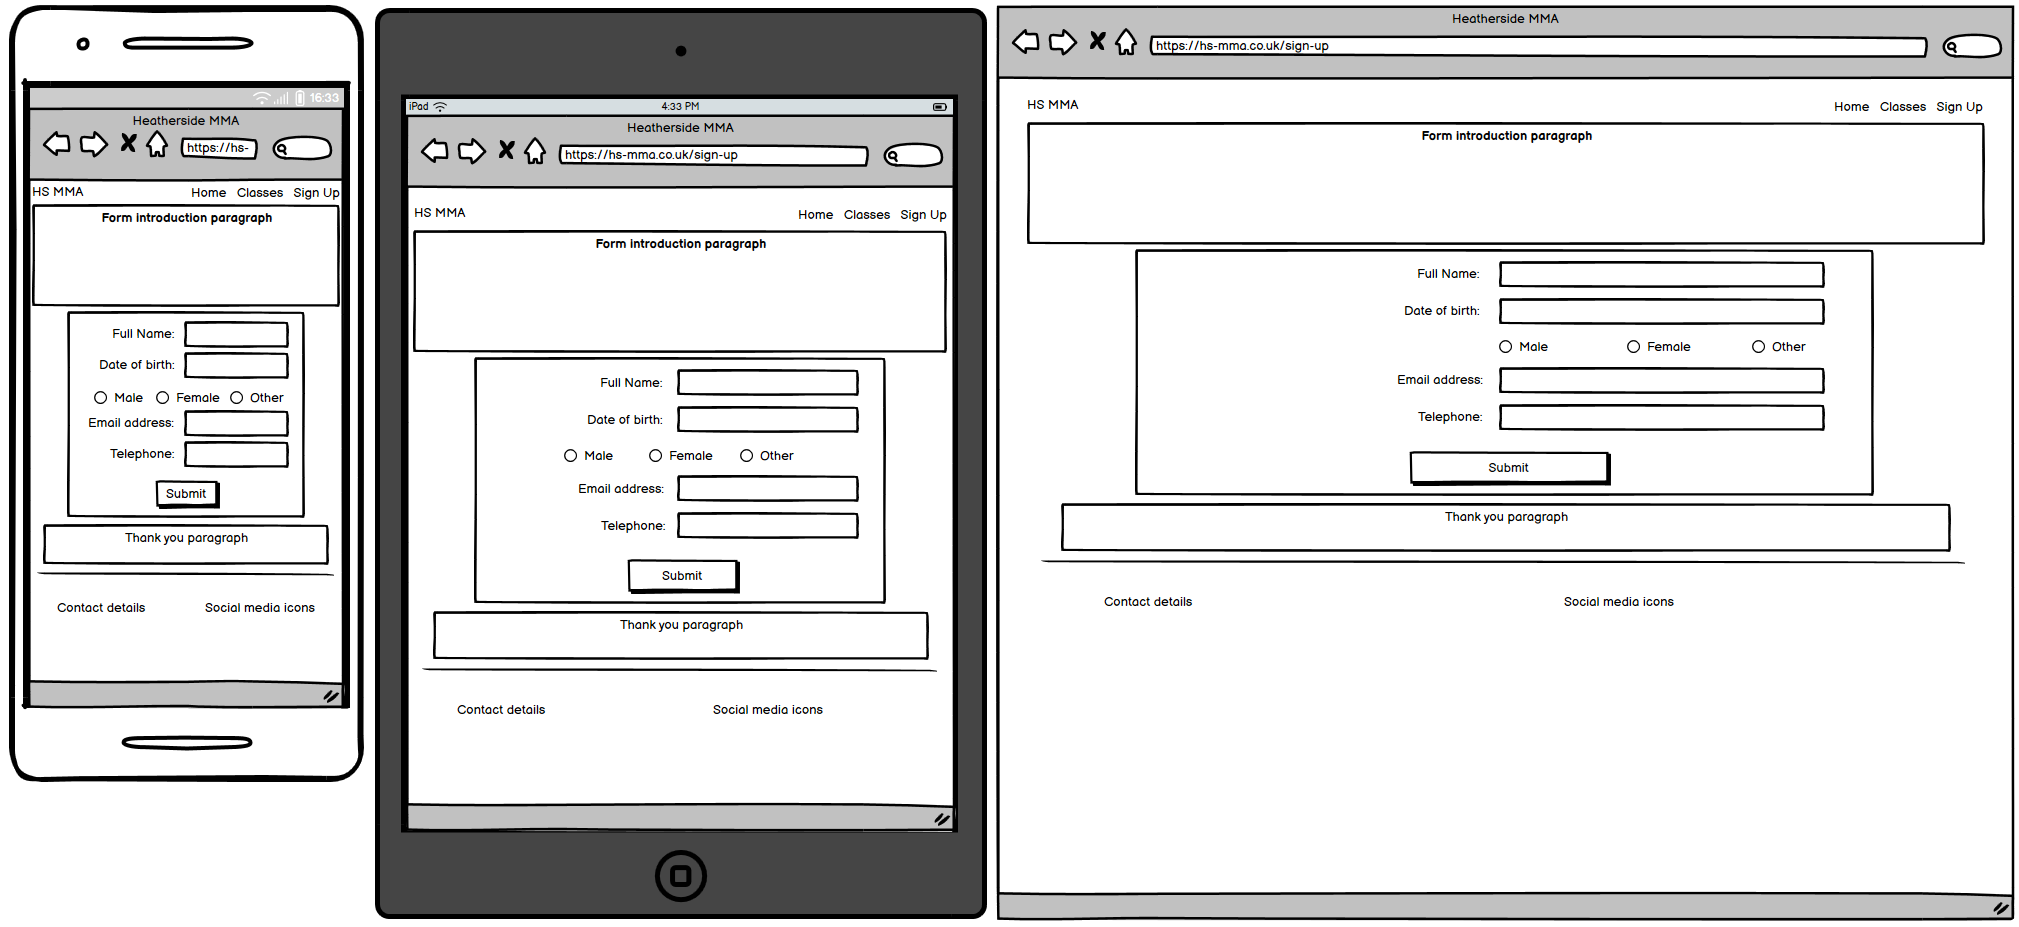 16:33
Heatherside MMA
https://hs-
HS MMA Home Classes Sign Up
Form introduction paragraph
Full Name:
Date of birth:
Male Female Other
Email address:
Telephone:
Submit
Thank you paragraph
Contact details Social media icons
iPad 4:33 PM
Heatherside MMA
https://hs-mma.co.uk/sign-up
HS MMA Home Classes Sign Up
Form introduction paragraph
Full Name:
Date of birth:
Male Female Other
Email address:
Telephone:
Submit
Thank you paragraph
Contact details Social media icons
Heatherside MMA
https://hs-mma.co.uk/sign-up
HS MMA Home Classes Sign Up
Form introduction paragraph
Full Name:
Date of birth:
Male Female Other
Email address:
Telephone:
Submit
Thank you paragraph
Contact details Social media icons